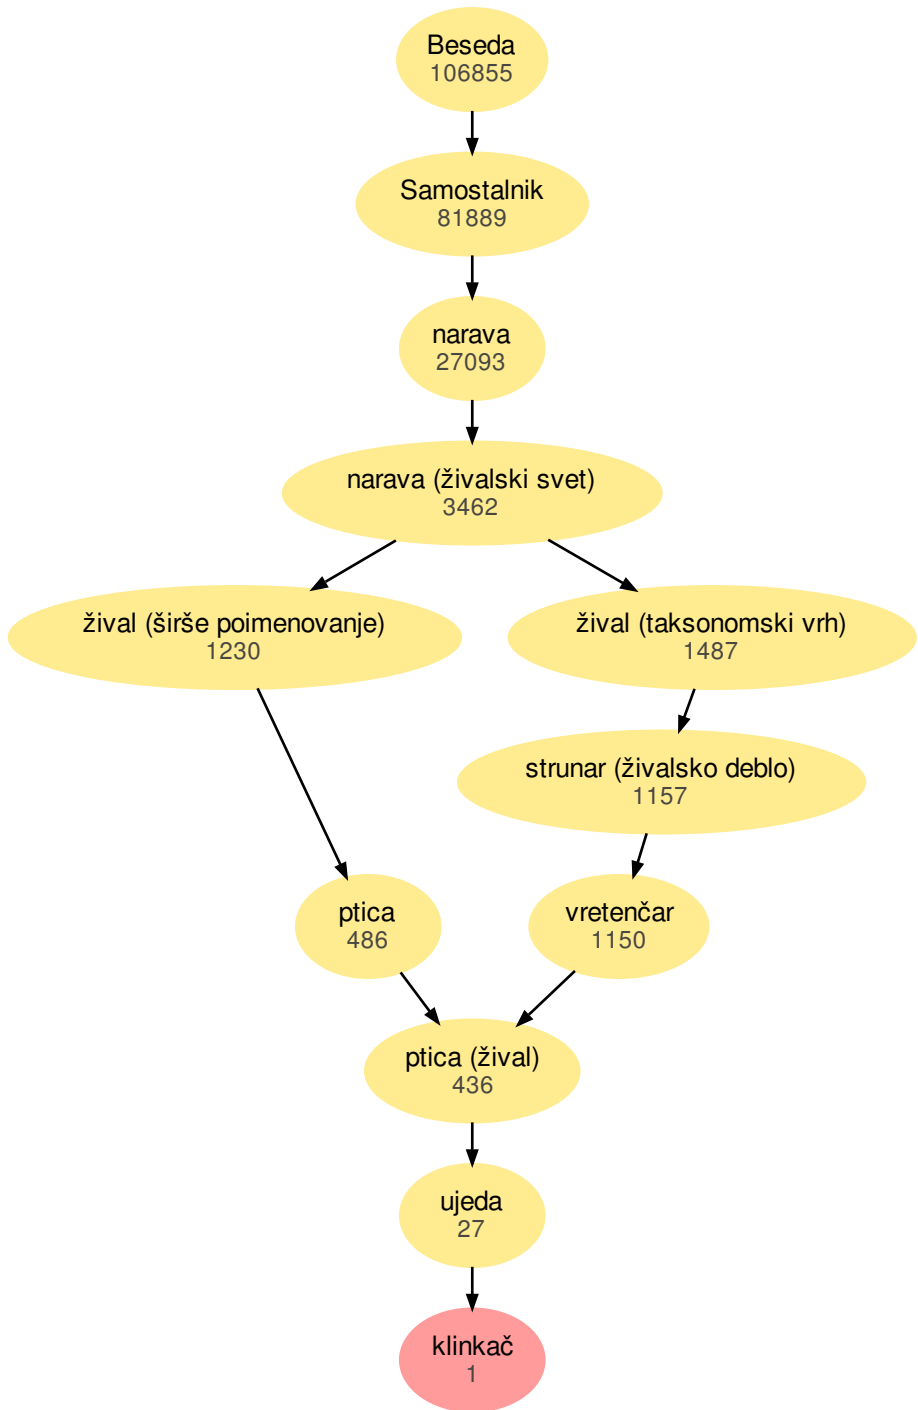 Beseda
106855
Samostalnik
81889
narava
27093
narava (živalski svet)
3462
žival (širše poimenovanje)
1230
žival (taksonomski vrh)
1487
strunar (živalsko deblo)
1157
ptica
486
vretenčar
1150
ptica (žival)
436
ujeda
27
klinkač
1